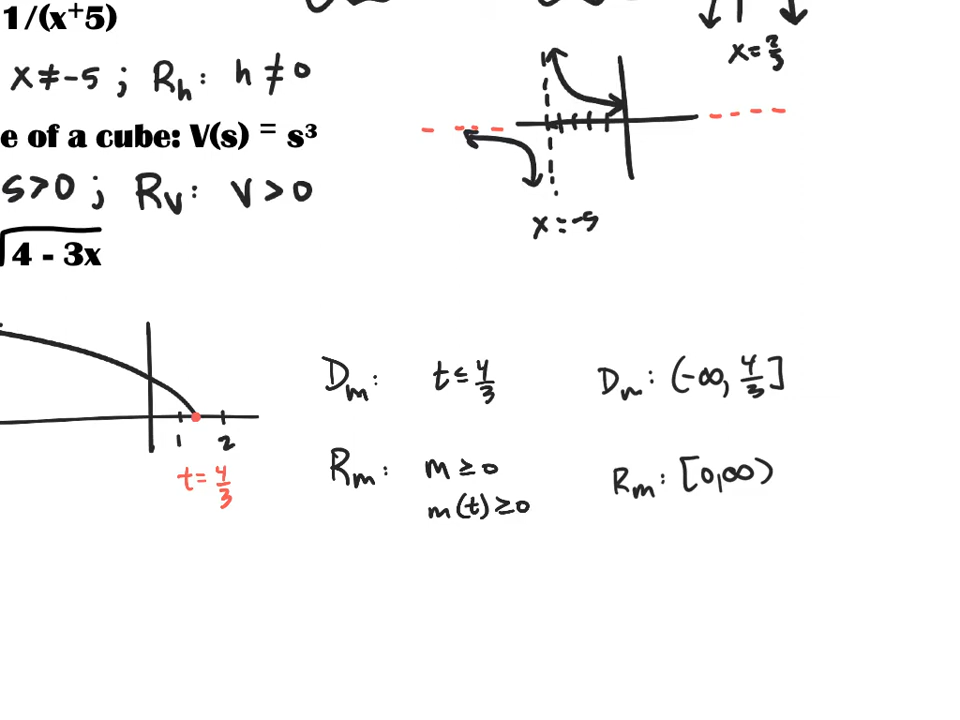 1/(x+5)
x≠-5 ; Rh: h≠0
e of a cube: V(s) = s³
s>0 ; Rv: V>0
√4 - 3x
x=2/3
x=-5
1 2
t=4/3
Dm: t≤4/3
Rm: m≥0
m(t)≥0
Dm: (-∞, 4/3]
Rm: [0,∞)